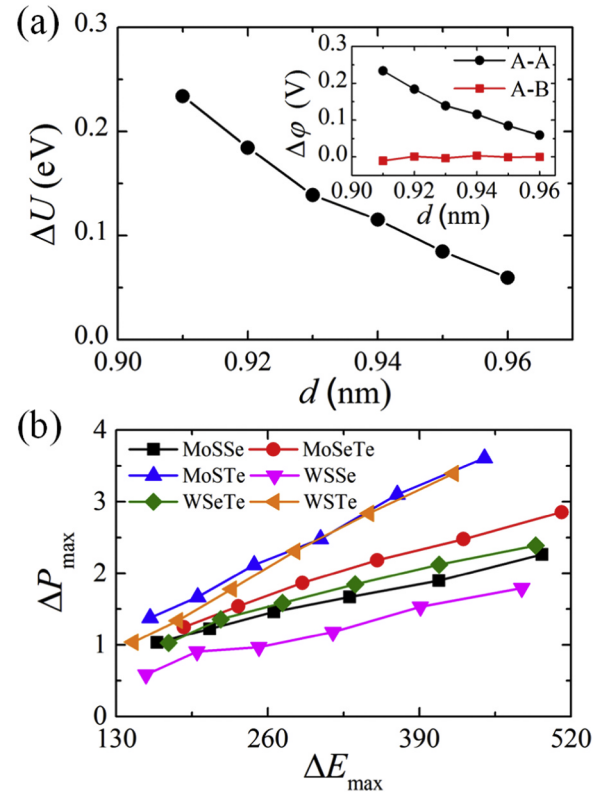 (a)
0.3
0.2
0.1
0.0
ΔU (eV)
0.90 0.92 0.94 0.96
d (nm)
0.3
0.2
0.1
0.0
Δφ (V)
A-A
A-B
0.90 0.92 0.94 0.96
d (nm)
(b)
4
3
2
1
0
ΔPmax
MoSSe MoSeTe
MoSTe WSSe
WSeTe WSTe
130 260 390 520
ΔEmax